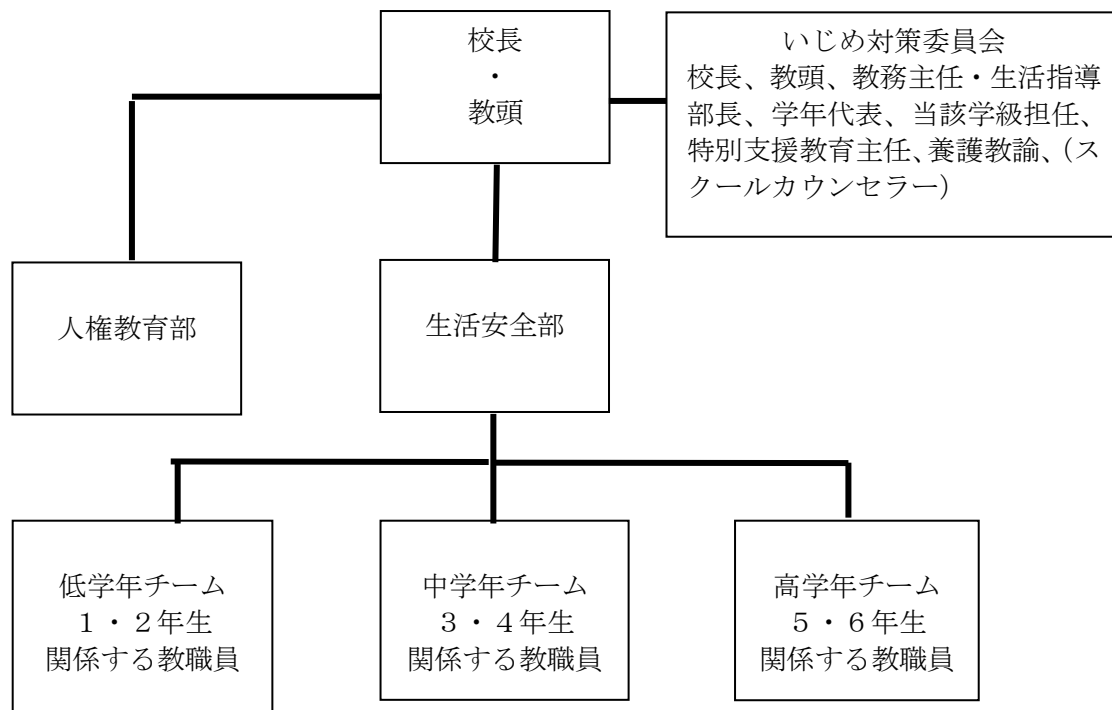 校長
・
教頭
いじめ対策委員会
校長、教頭、教務主任・生活指導
部長、学年代表、当該学級担任、
特別支援教育主任、養護教諭、（ス
クールカウンセラー）
人権教育部
生活安全部
低学年チーム
１・２年生
関係する教職員
中学年チーム
３・４年生
関係する教職員
高学年チーム
５・６年生
関係する教職員